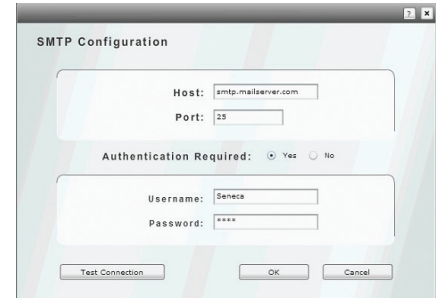 ? ×
SMTP Configuration
Host: smtp.mailserver.com
Port: 25
Authentication Required: Yes No
Username: Seneca
Password: ****
Test Connection OK Cancel